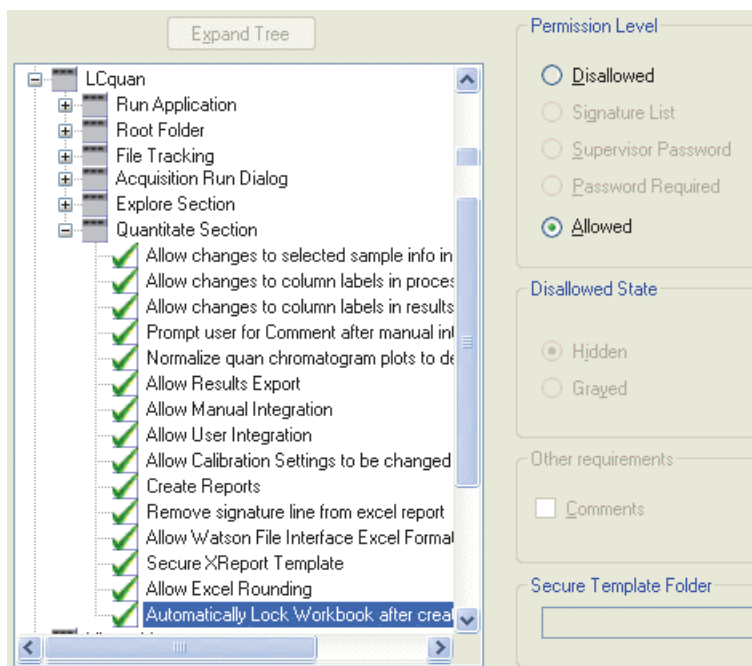 Expand Tree
LCquan
Run Application
Root Folder
File Tracking
Acquisition Run Dialog
Explore Section
Quantitate Section
Allow changes to selected sample info in
Allow changes to column labels in proces
Allow changes to column labels in results
Prompt user for Comment after manual int
Normalize quan chromatogram plots to de
Allow Results Export
Allow Manual Integration
Allow User Integration
Allow Calibration Settings to be changed
Create Reports
Remove signature line from excel report
Allow Watson File Interface Excel Format
Secure XReport Template
Allow Excel Rounding
Automatically Lock Workbook after creat
Permission Level
Disallowed
Signature List
Supervisor Password
Password Required
Allowed
Disallowed State
Hidden
Grayed
Other requirements
Comments
Secure Template Folder